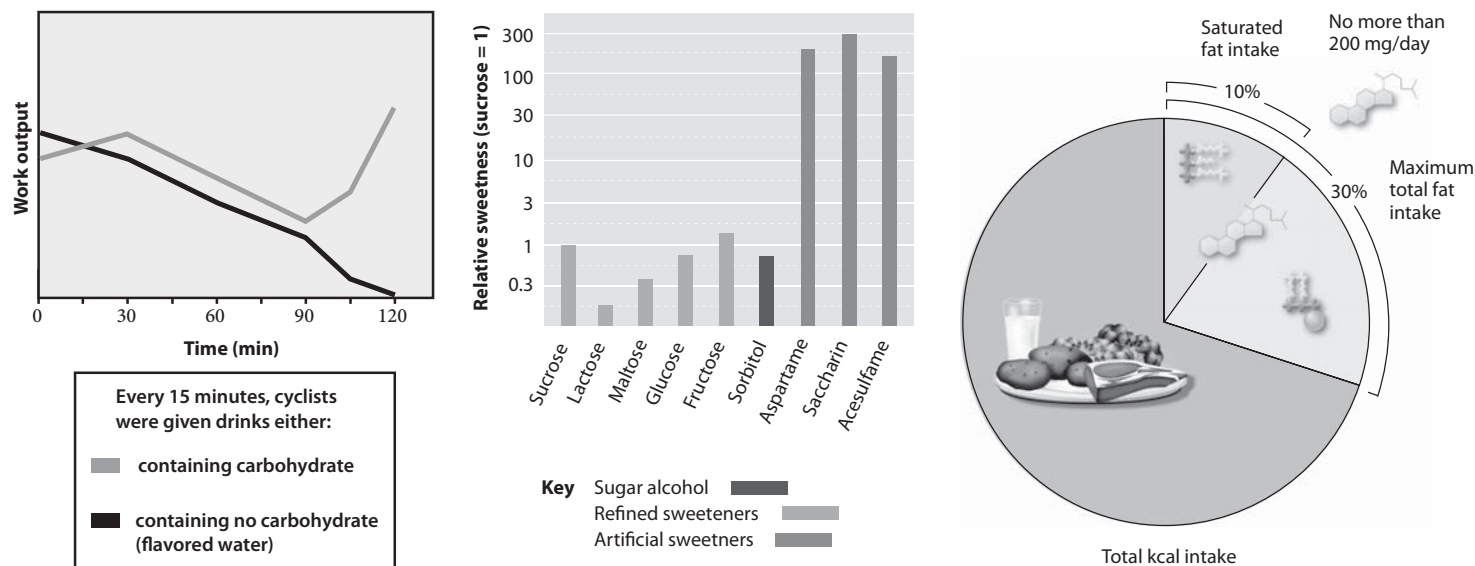 Work output
0
30
60
90
120
Time (min)
Every 15 minutes, cyclists
were given drinks either:
containing carbohydrate
containing no carbohydrate
(flavored water)
Relative sweetness (sucrose = 1)
300
100
30
10
3
1
0.3
Sucrose
Lactose
Maltose
Glucose
Fructose
Sorbitol
Aspartame
Saccharin
Acesulfame
Key
Sugar alcohol
Refined sweeteners
Artificial sweetners
Saturated
fat intake
No more than
200 mg/day
10%
30%
Maximum
total fat
intake
Total kcal intake